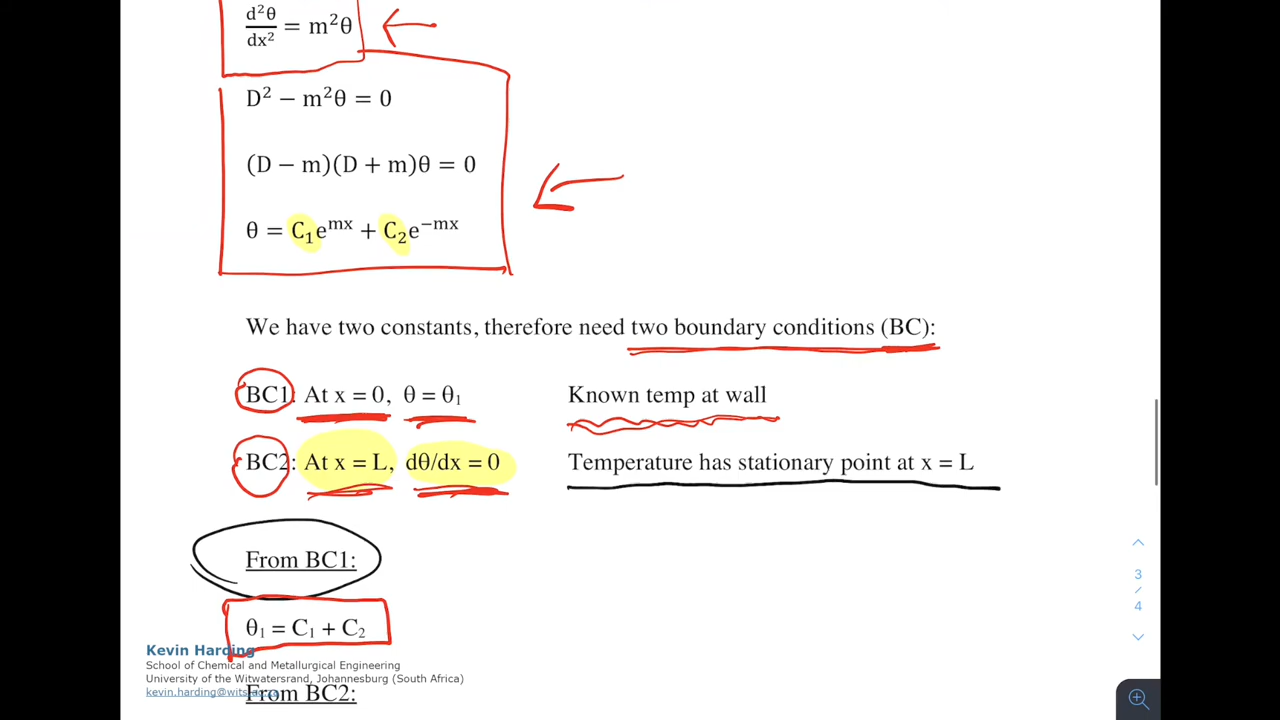 d²θ/dx² = m²θ
D² − m²θ = 0
(D − m)(D + m)θ = 0
θ = C₁eᵐˣ + C₂e⁻ᵐˣ
We have two constants, therefore need two boundary conditions (BC):
BC1: At x = 0, θ = θ₁ Known temp at wall
BC2: At x = L, dθ/dx = 0 Temperature has stationary point at x = L
From BC1:
θ₁ = C₁ + C₂
Kevin Harding
School of Chemical and Metallurgical Engineering
University of the Witwatersrand, Johannesburg (South Africa)
From BC2:
3
/
4